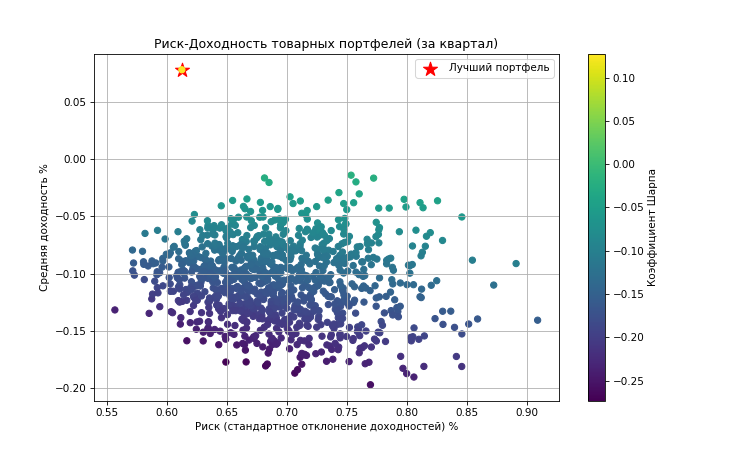 Риск-Доходность товарных портфелей (за квартал)
Лучший портфель
Средняя доходность %
0.05
0.00
−0.05
−0.10
−0.15
−0.20
0.55 0.60 0.65 0.70 0.75 0.80 0.85 0.90
Риск (стандартное отклонение доходностей) %
0.10
0.05
0.00
−0.05
−0.10
−0.15
−0.20
−0.25
Коэффициент Шарпа